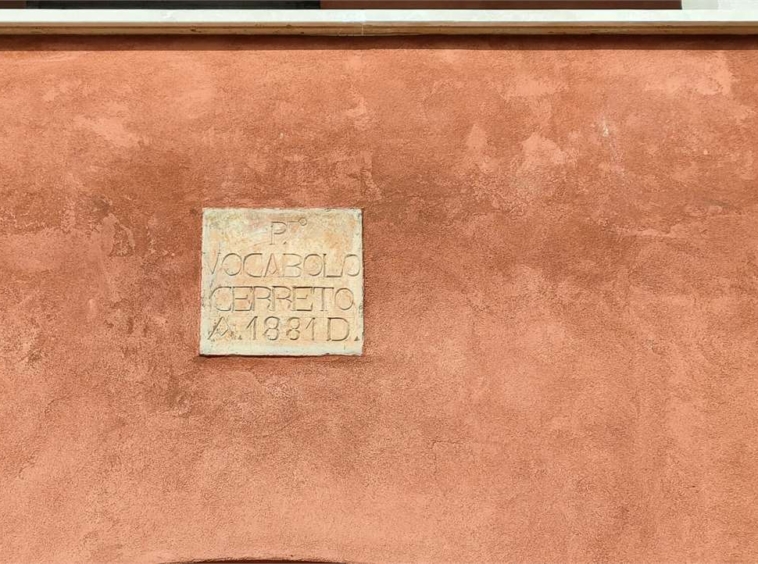 P.º
VOCABOLO
CERRETO
A. 1881 D.